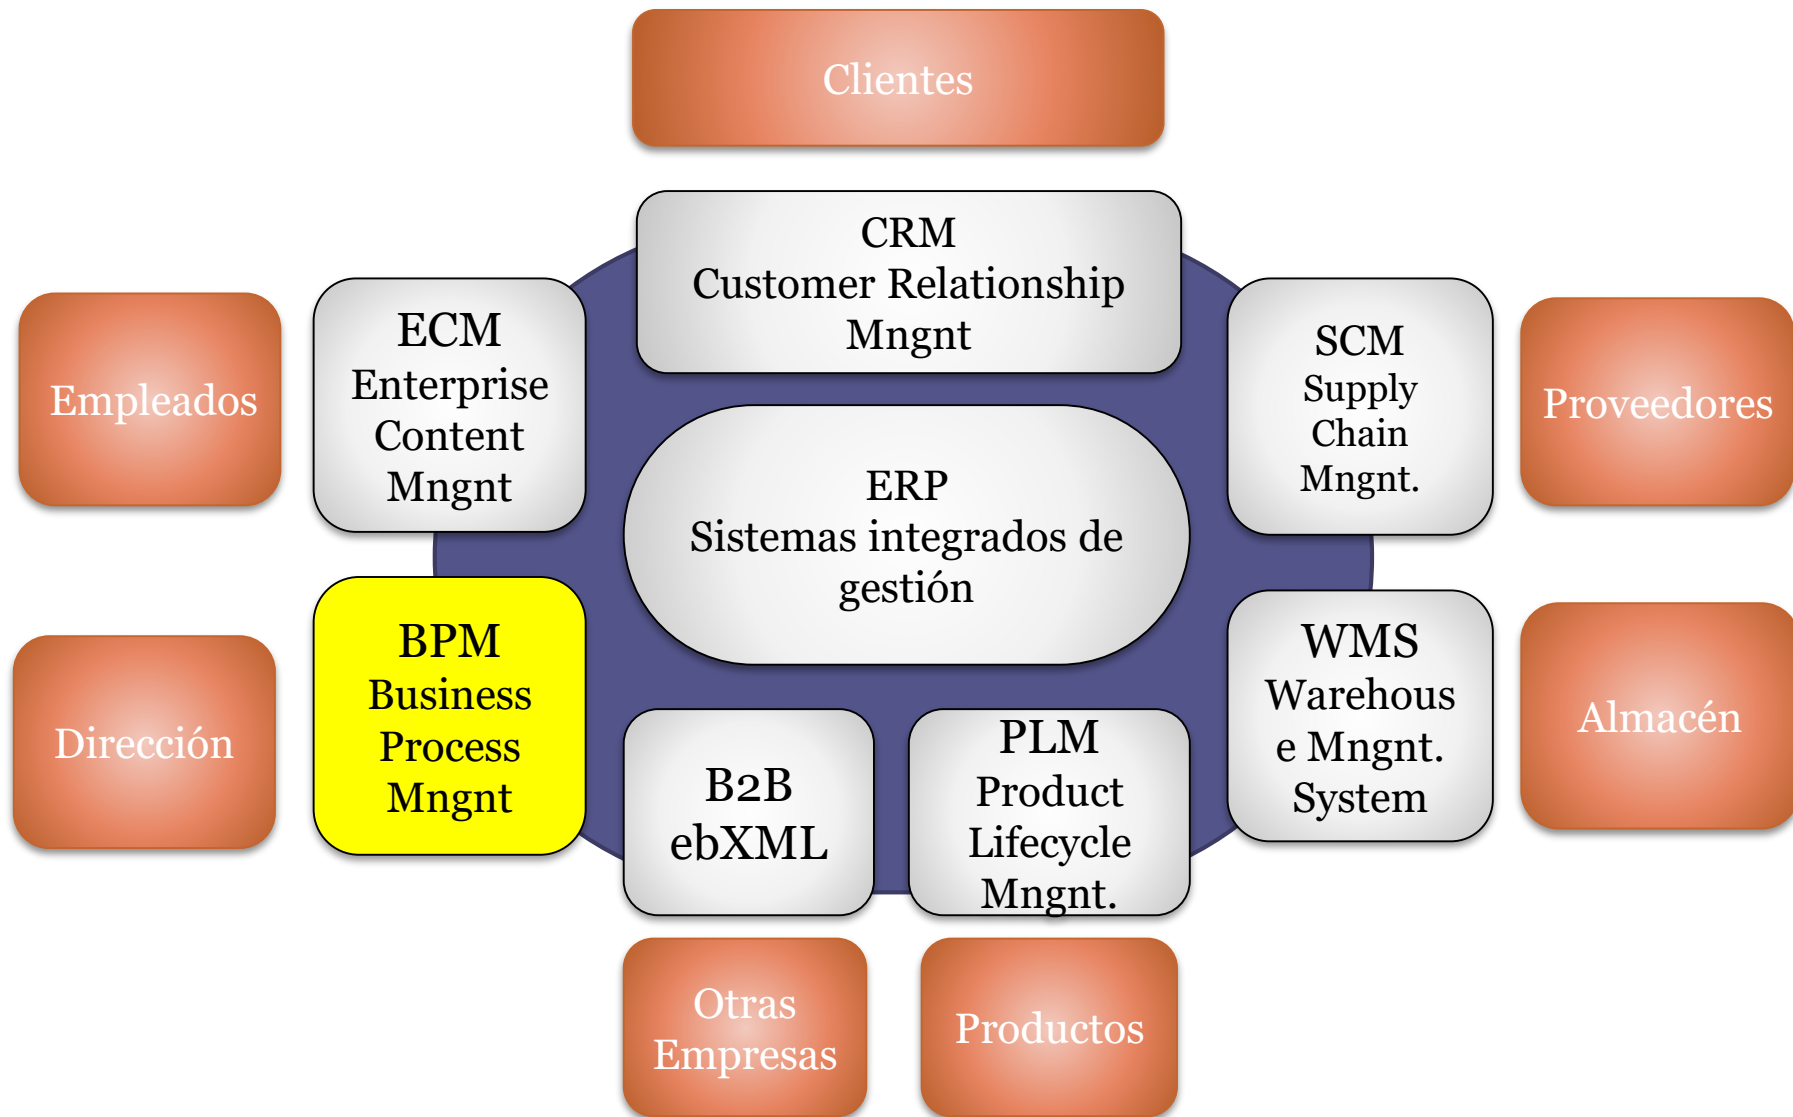 Clientes
CRM
Customer Relationship
Mngnt
Empleados
ECM
Enterprise
Content
Mngnt
SCM
Supply
Chain
Mngnt.
Proveedores
ERP
Sistemas integrados de
gestión
Dirección
BPM
Business
Process
Mngnt
B2B
ebXML
PLM
Product
Lifecycle
Mngnt.
WMS
Warehous
e Mngnt.
System
Almacén
Otras
Empresas
Productos